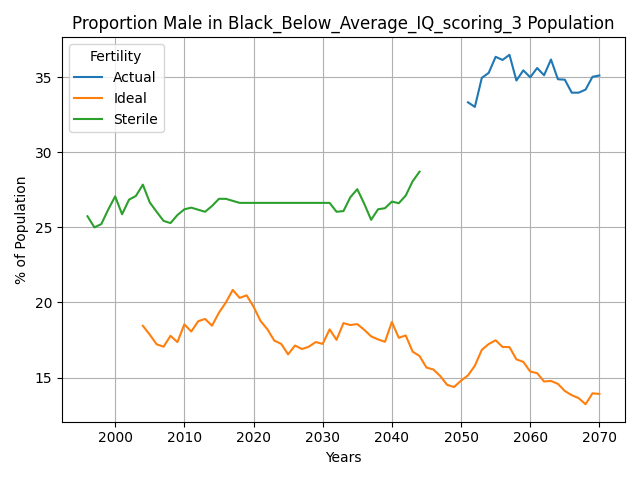 Proportion Male in Black_Below_Average_IQ_scoring_3 Population
Fertility
Actual
Ideal
Sterile
% of Population
35
30
25
20
15
2000
2010
2020
2030
2040
2050
2060
2070
Years